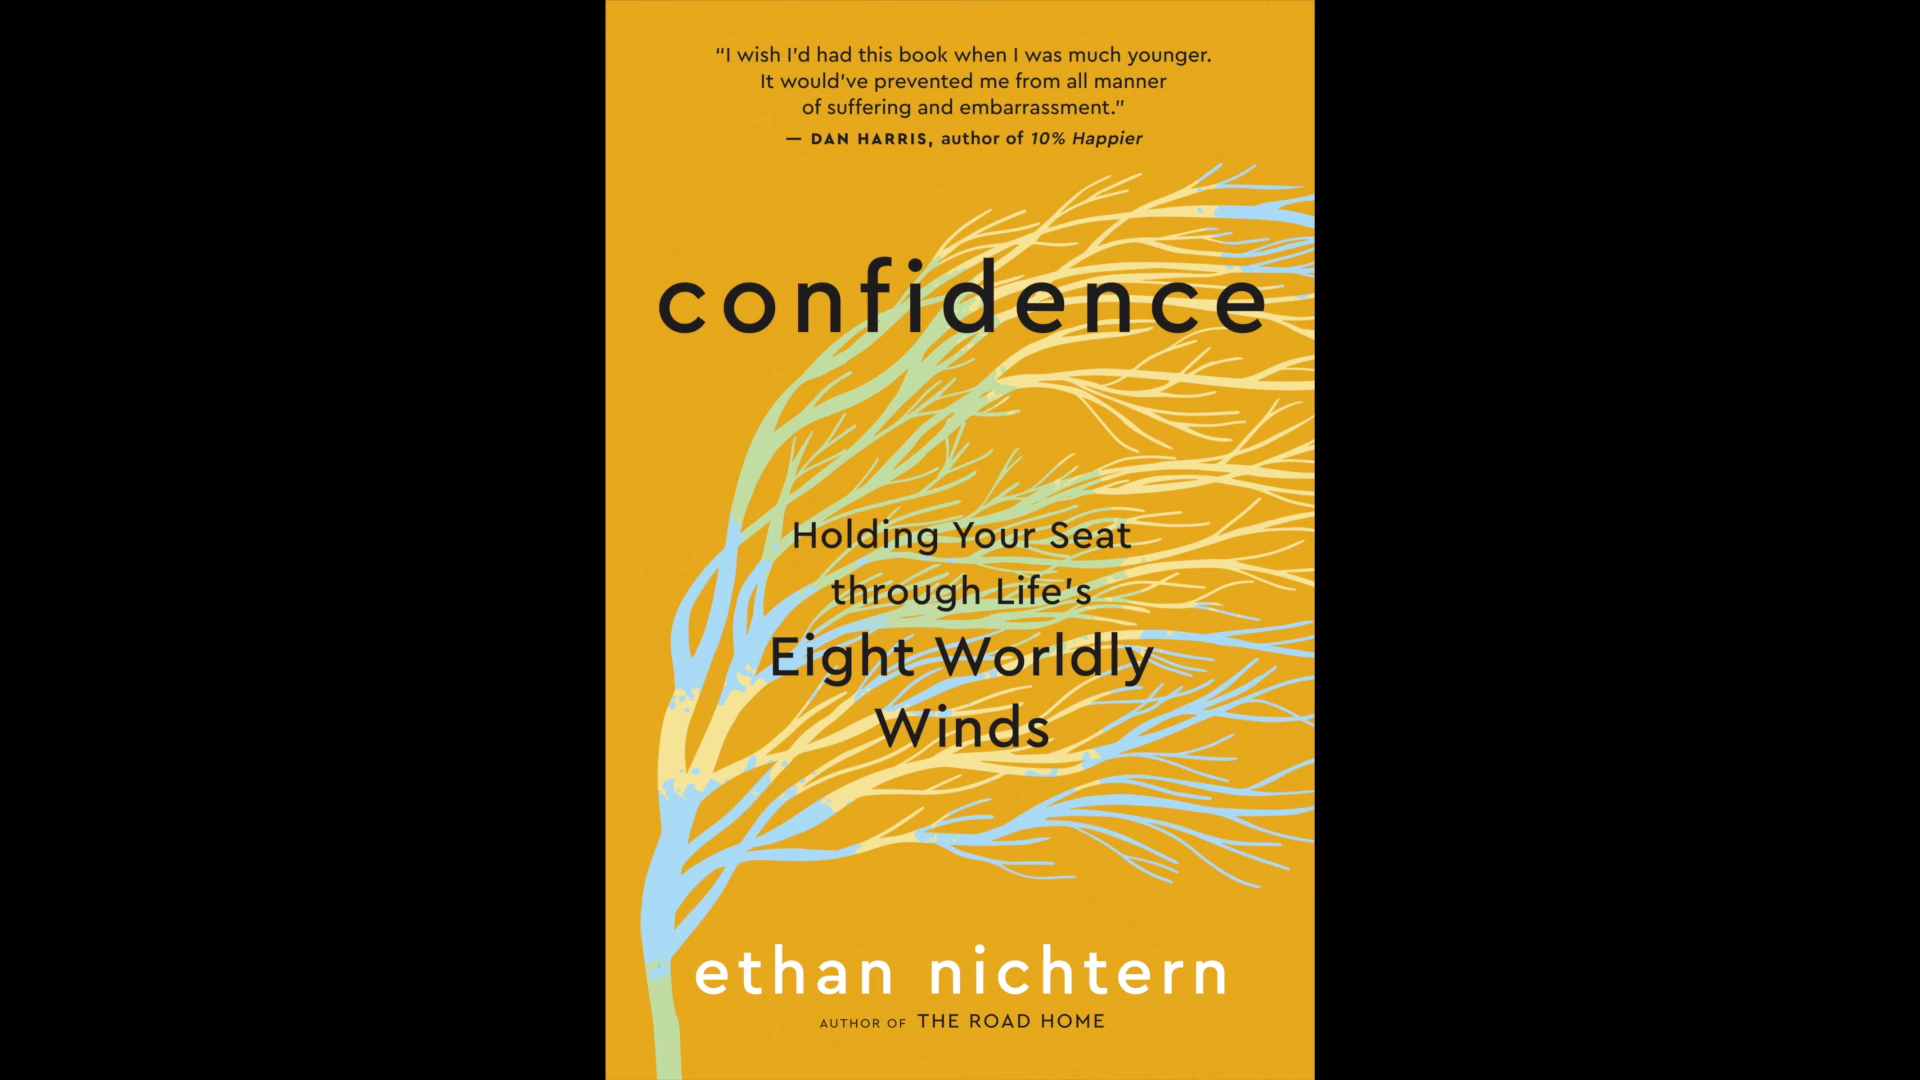 “I wish I’d had this book when I was much younger.
It would’ve prevented me from all manner
of suffering and embarrassment.”
— DAN HARRIS, author of 10% Happier
confidence
Holding Your Seat
through Life’s
Eight Worldly
Winds
ethan nichtern
AUTHOR OF THE ROAD HOME